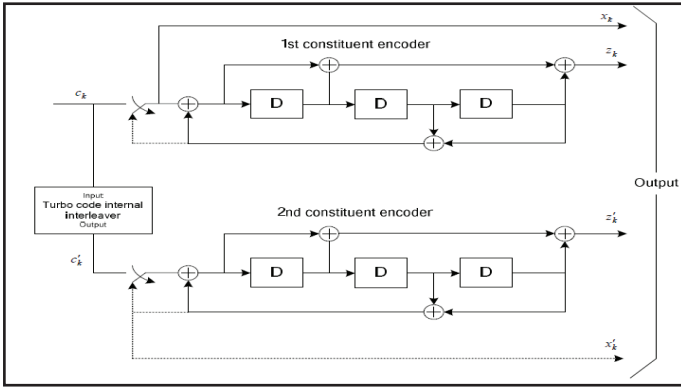 x_k
1st constituent encoder
z_k
c_k
D D D
Output
Input
Turbo code internal
interleaver
Output
2nd constituent encoder
z'_k
c'_k
D D D
x'_k